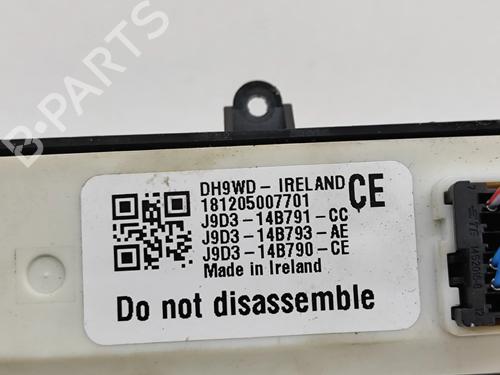 B-PARTS
DH9WD - IRELAND CE
181205007701
J9D3-14B791-CC
J9D3-14B793-AE
J9D3-14B790-CE
Made in Ireland
Do not disassemble